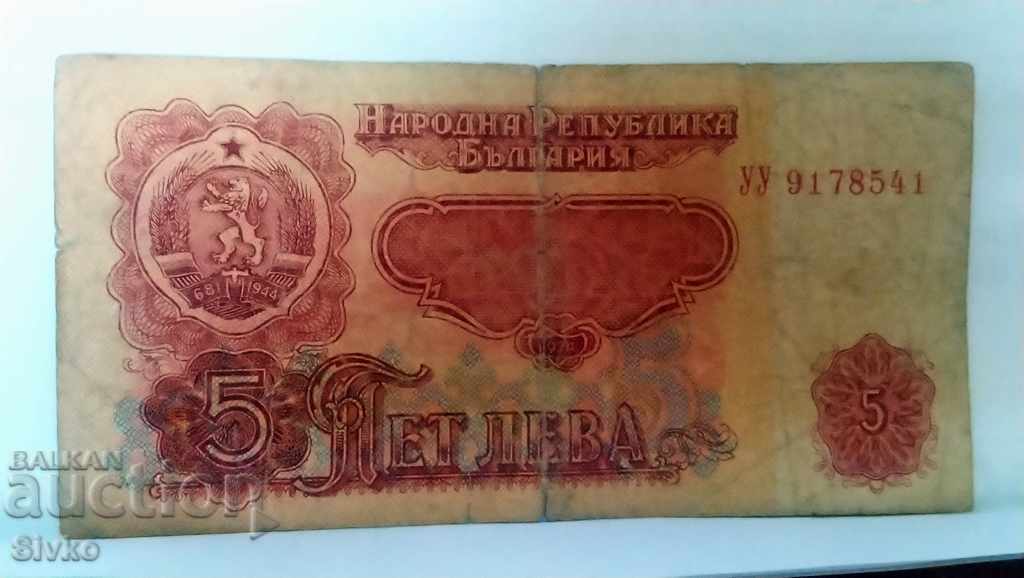 НАРОДНА РЕПУБЛИКА
БЪЛГАРИЯ
УУ 9178541
681 1944
5 ПЕТ ЛЕВА
5
BALKAN
auction
Sivko